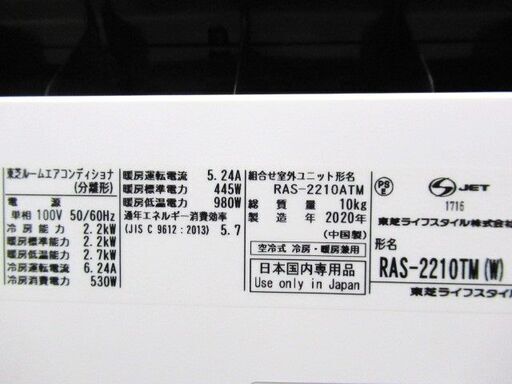 東芝ルームエアコンディショナ
(分離形)
電 源
単相 100V 50/60Hz
冷房能力 2.2kW
暖房標準能力 2.2kW
暖房低温能力 2.7kW
冷房運転電流 6.24A
冷房消費電力 530W
暖房運転電流 5.24A
暖房標準電力 445W
暖房低温電力 980W
通年エネルギー消費効率
(JIS C 9612:2013) 5.7
組合せ室外ユニット形名
RAS-2210ATM
総質量 10kg
製造年 2020年
(中国製)
空冷式 冷房・暖房兼用
日本国内専用品
Use only in Japan
PS E
JET
1716
東芝ライフスタイル株式会
形名
RAS-2210TM(W)
東芝ライフスタイ